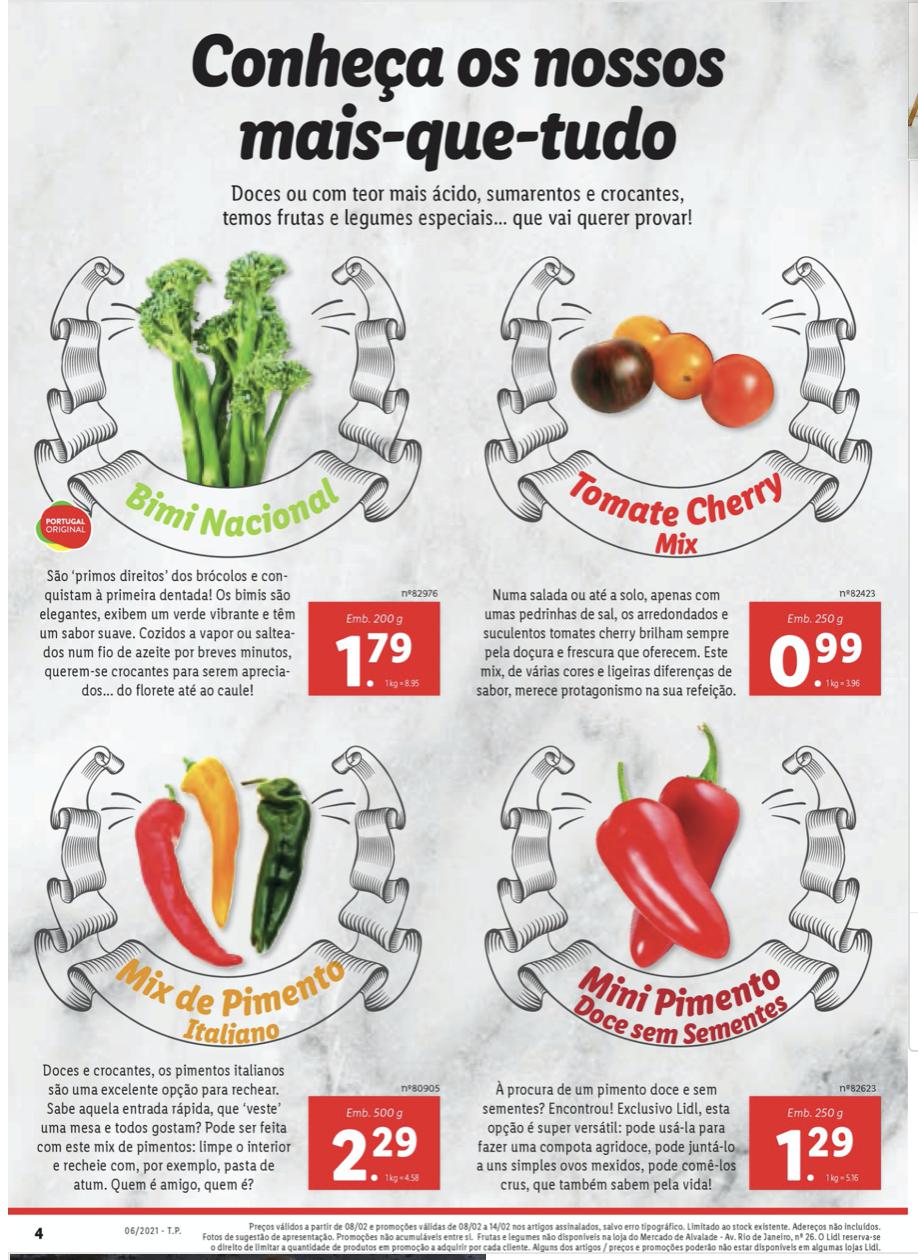 Conheça os nossos
mais-que-tudo
Doces ou com teor mais ácido, sumarentos e crocantes,
temos frutas e legumes especiais... que vai querer provar!
Bimi Nacional
PORTUGAL
ORIGINAL
São ‘primos direitos’ dos brócolos e con-
quistam à primeira dentada! Os bimis são
elegantes, exibem um verde vibrante e têm
um sabor suave. Cozidos a vapor ou saltea-
dos num fio de azeite por breves minutos,
querem-se crocantes para serem aprecia-
dos... do florete até ao caule!
nº82976
Emb. 200 g
1.79
1 kg = 8.95
Tomate Cherry
Mix
Numa salada ou até a solo, apenas com
umas pedrinhas de sal, os arredondados e
suculentos tomates cherry brilham sempre
pela doçura e frescura que oferecem. Este
mix, de várias cores e ligeiras diferenças de
sabor, merece protagonismo na sua refeição.
nº82423
Emb. 250 g
0.99
1 kg = 3.96
Mix de Pimento
Italiano
Doces e crocantes, os pimentos italianos
são uma excelente opção para rechear.
Sabe aquela entrada rápida, que ‘veste’
uma mesa e todos gostam? Pode ser feita
com este mix de pimentos: limpe o interior
e recheie com, por exemplo, pasta de
atum. Quem é amigo, quem é?
nº80905
Emb. 500 g
2.29
1 kg = 4.58
Mini Pimento
Doce sem Sementes
À procura de um pimento doce e sem
sementes? Encontrou! Exclusivo Lidl, esta
opção é super versátil: pode usá-la para
fazer uma compota agridoce, pode juntá-lo
a uns simples ovos mexidos, pode comê-los
crus, que também sabem pela vida!
nº82623
Emb. 250 g
1.29
1 kg = 5.16
4
06/2021 - T.P.
Preços válidos a partir de 08/02 e promoções válidas de 08/02 a 14/02 nos artigos assinalados, salvo erro tipográfico. Limitado ao stock existente. Adereços não incluídos.
Fotos de sugestão de apresentação. Promoções não acumuláveis entre si. Frutas e legumes não disponíveis na loja do Mercado de Alvalade - Av. Rio de Janeiro, nº 26. O Lidl reserva-se
o direito de limitar a quantidade de produtos em promoção a adquirir por cada cliente. Alguns dos artigos / preços e promoções poderão não estar disponíveis em algumas lojas Lidl.